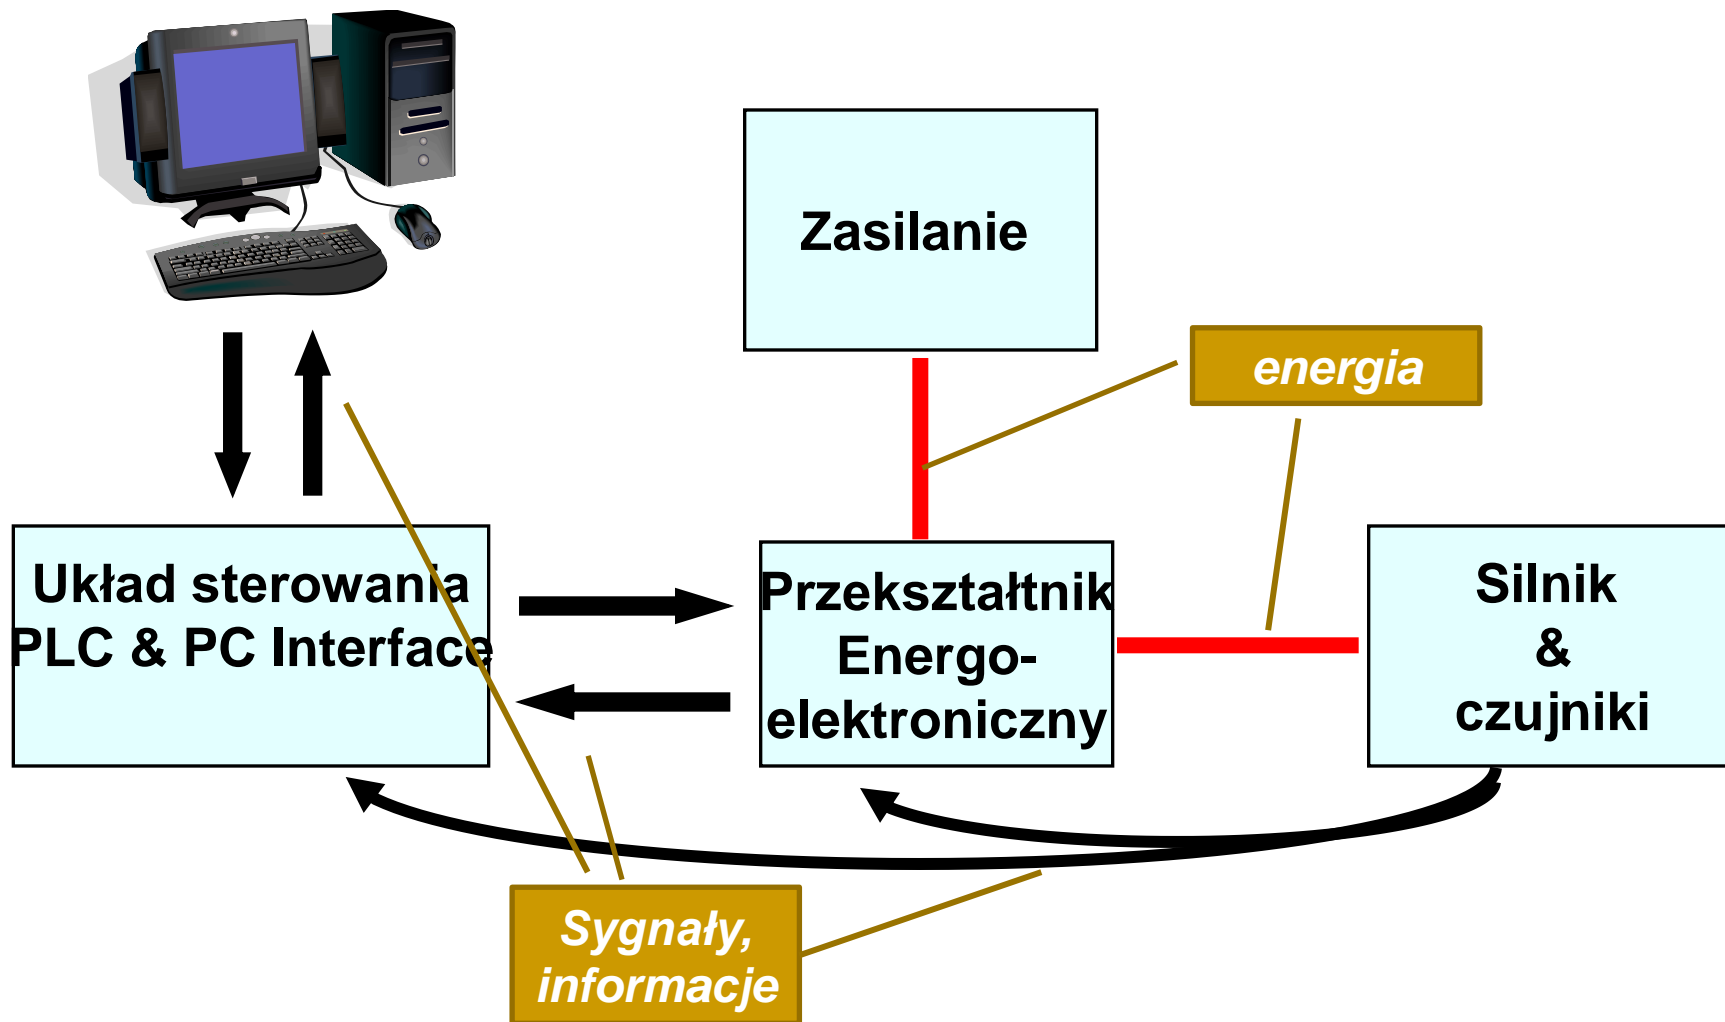 Zasilanie
energia
Układ sterowania
PLC & PC Interface
Przekształtnik
Energo-
elektroniczny
Silnik
&
czujniki
Sygnały,
informacje